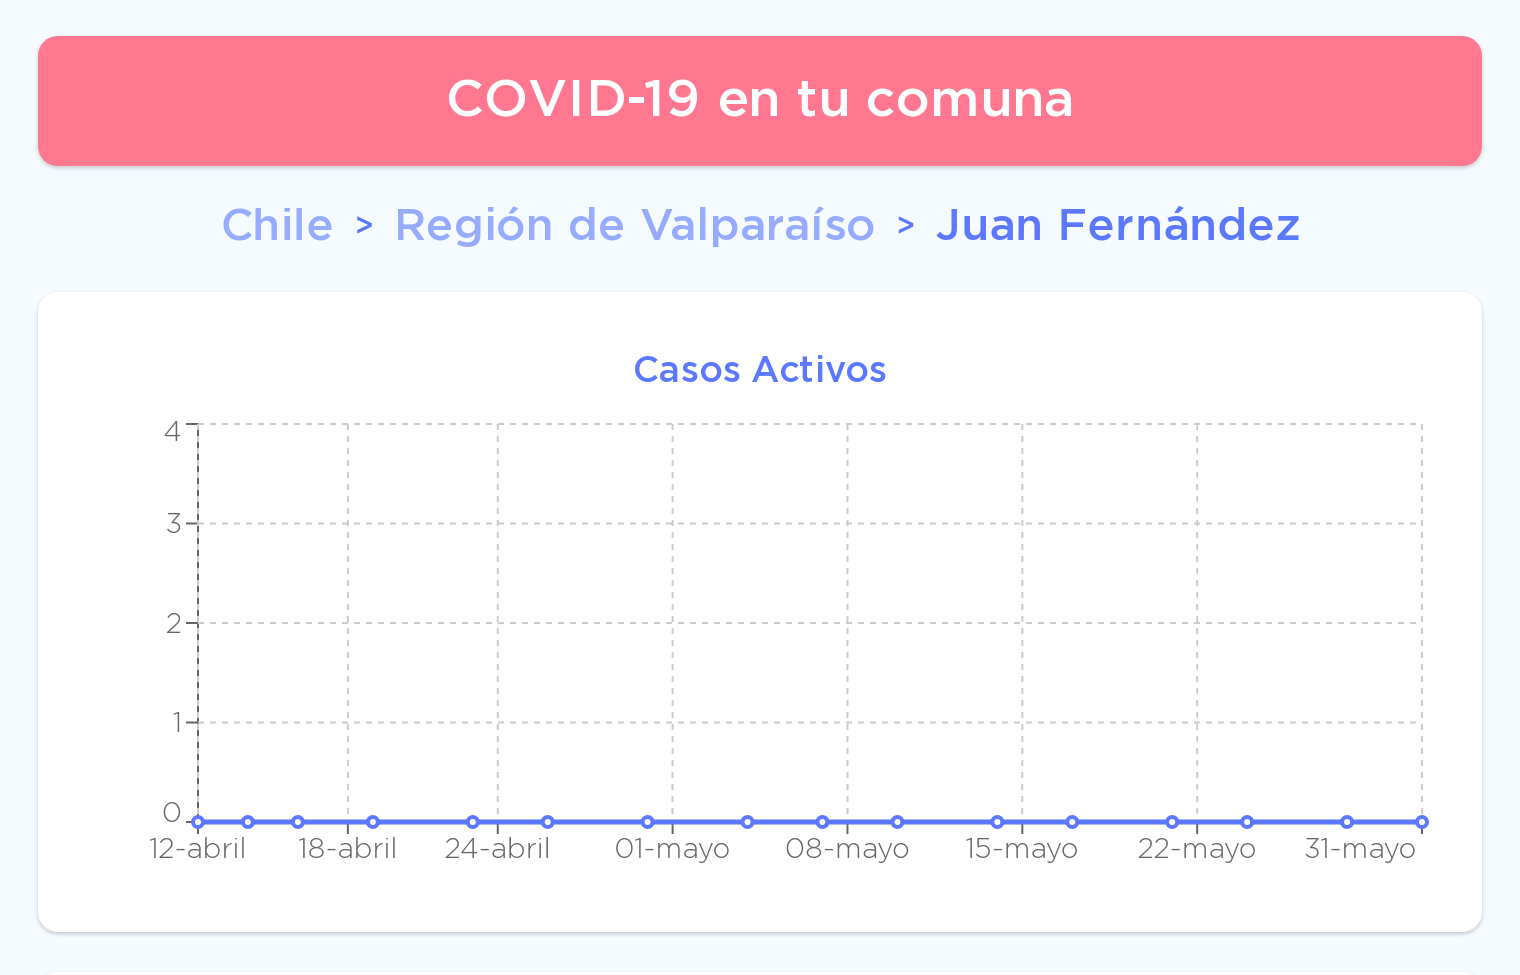 COVID-19 en tu comuna
Chile > Región de Valparaíso > Juan Fernández
Casos Activos
4
3
2
1
0
12-abril 18-abril 24-abril 01-mayo 08-mayo 15-mayo 22-mayo 31-mayo